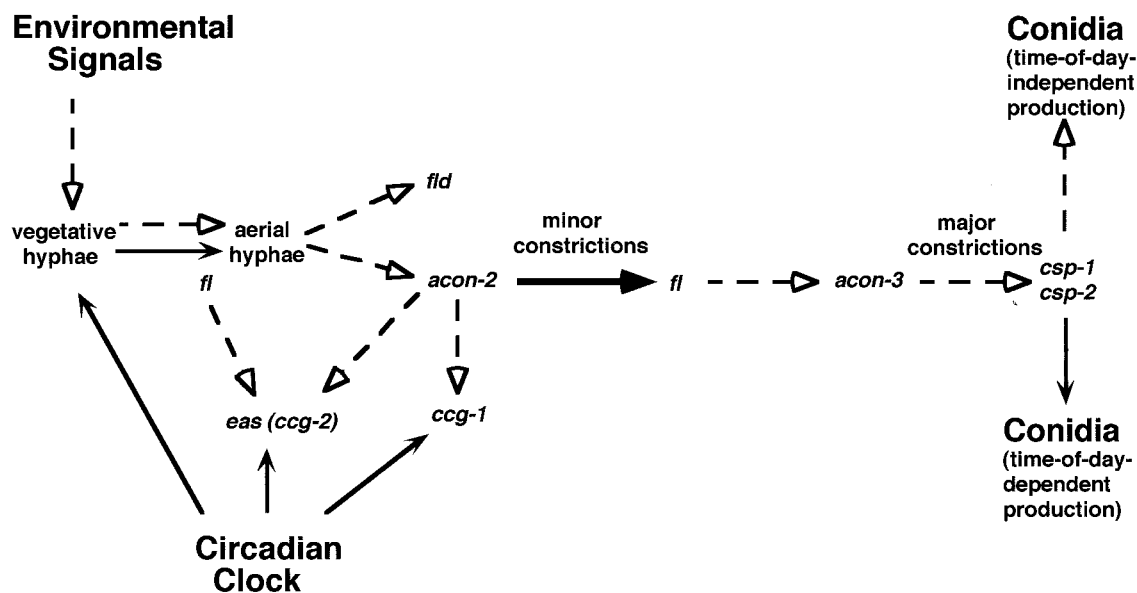 Environmental
Signals
Conidia
(time-of-day-
independent
production)
fld
vegetative
hyphae
aerial
hyphae
minor
constrictions
major
constrictions
fl
acon-2
fl
acon-3
csp-1
csp-2
eas (ccg-2)
ccg-1
Conidia
(time-of-day-
dependent
production)
Circadian
Clock